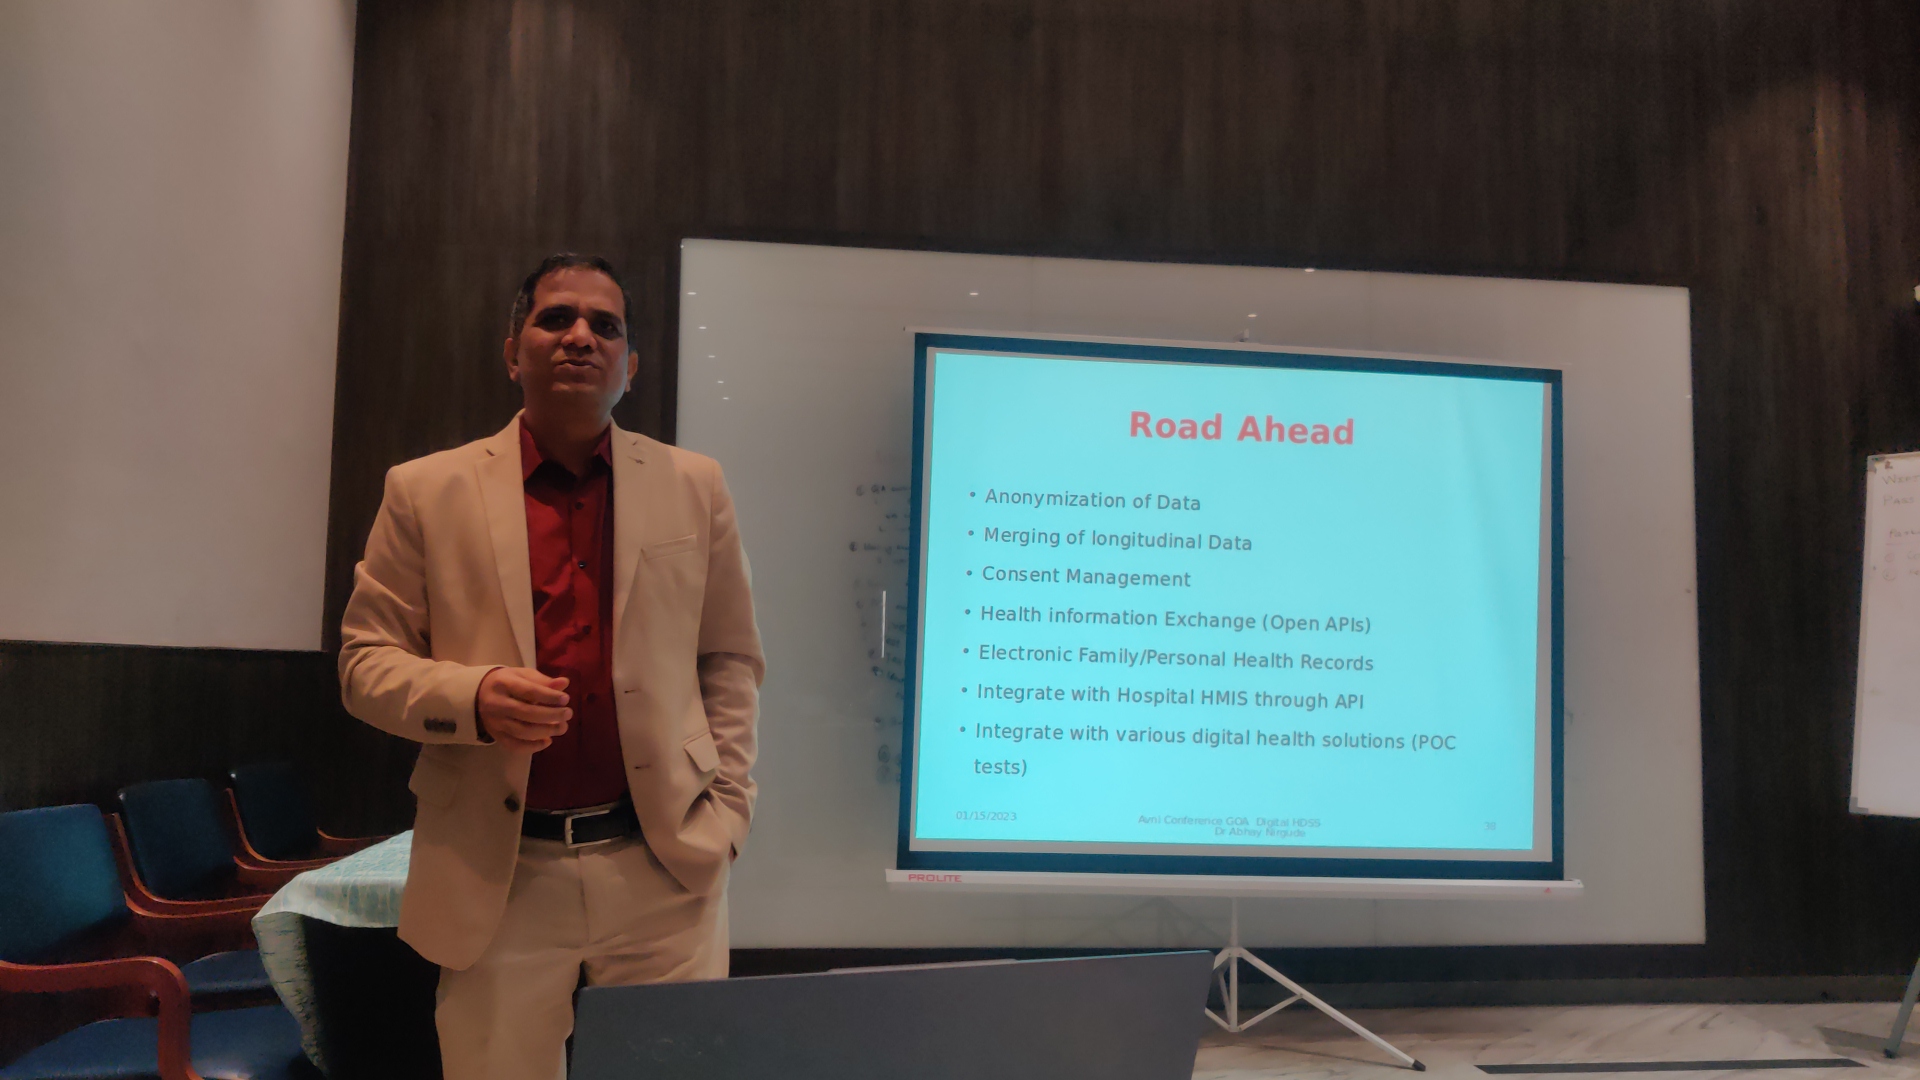 Road Ahead
• Anonymization of Data
• Merging of longitudinal Data
• Consent Management
• Health information Exchange (Open APIs)
• Electronic Family/Personal Health Records
• Integrate with Hospital HMIS through API
• Integrate with various digital health solutions (POC
tests)
01/15/2023
Avni Conference GOA Digital HDSS
Dr Abhay Nirgude
30
PROLITE